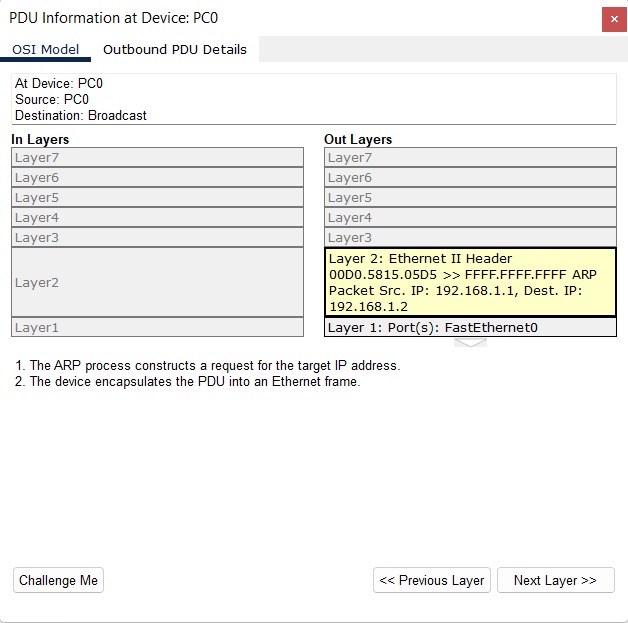 PDU Information at Device: PC0
OSI Model Outbound PDU Details
At Device: PC0
Source: PC0
Destination: Broadcast
In Layers
Layer7
Layer6
Layer5
Layer4
Layer3
Layer2
Layer1
Out Layers
Layer7
Layer6
Layer5
Layer4
Layer3
Layer 2: Ethernet II Header
00D0.5815.05D5 >> FFFF.FFFF.FFFF ARP
Packet Src. IP: 192.168.1.1, Dest. IP:
192.168.1.2
Layer 1: Port(s): FastEthernet0
1. The ARP process constructs a request for the target IP address.
2. The device encapsulates the PDU into an Ethernet frame.
Challenge Me << Previous Layer Next Layer >>